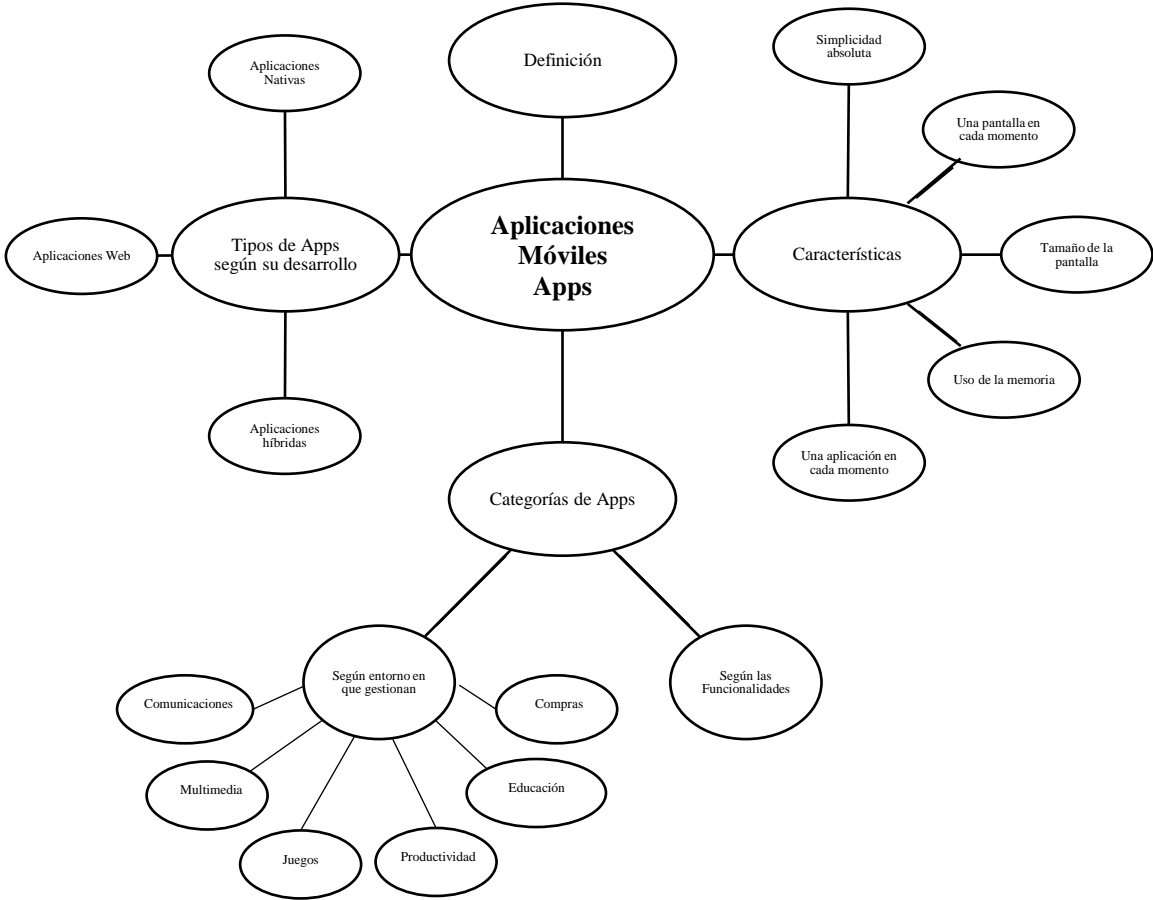 Simplicidad
absoluta
Definición
Aplicaciones
Nativas
Una pantalla en
cada momento
Aplicaciones
Móviles
Apps
Tipos de Apps
según su desarrollo
Aplicaciones Web
Características
Tamaño de la
pantalla
Uso de la memoria
Aplicaciones
híbridas
Una aplicación en
cada momento
Categorías de Apps
Según entorno en
que gestionan
Según las
Funcionalidades
Comunicaciones
Compras
Multimedia
Educación
Juegos
Productividad